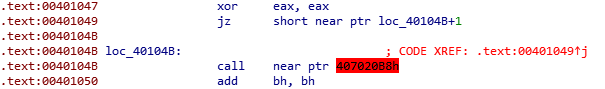 .text:00401047 xor eax, eax
.text:00401049 jz short near ptr loc_40104B+1
.text:0040104B
.text:0040104B loc_40104B: ; CODE XREF: .text:00401049↑j
.text:0040104B call near ptr 407020B8h
.text:00401050 add bh, bh